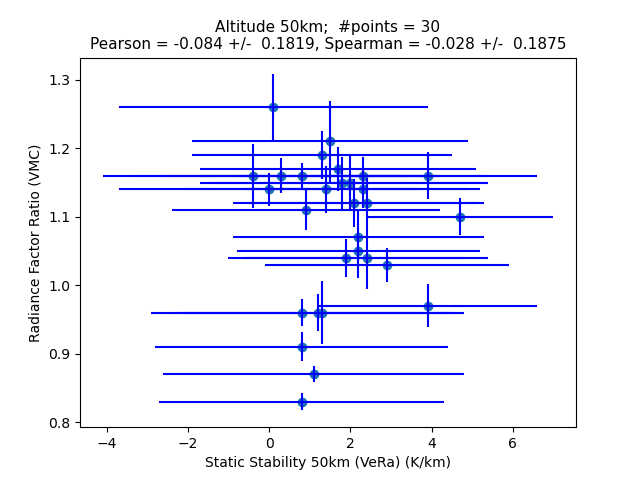 Altitude 50km;  #points = 30
Pearson = -0.084 +/-  0.1819, Spearman = -0.028 +/-  0.1875
Radiance Factor Ratio (VMC)
1.3
1.2
1.1
1.0
0.9
0.8
−4 −2 0 2 4 6
Static Stability 50km (VeRa) (K/km)